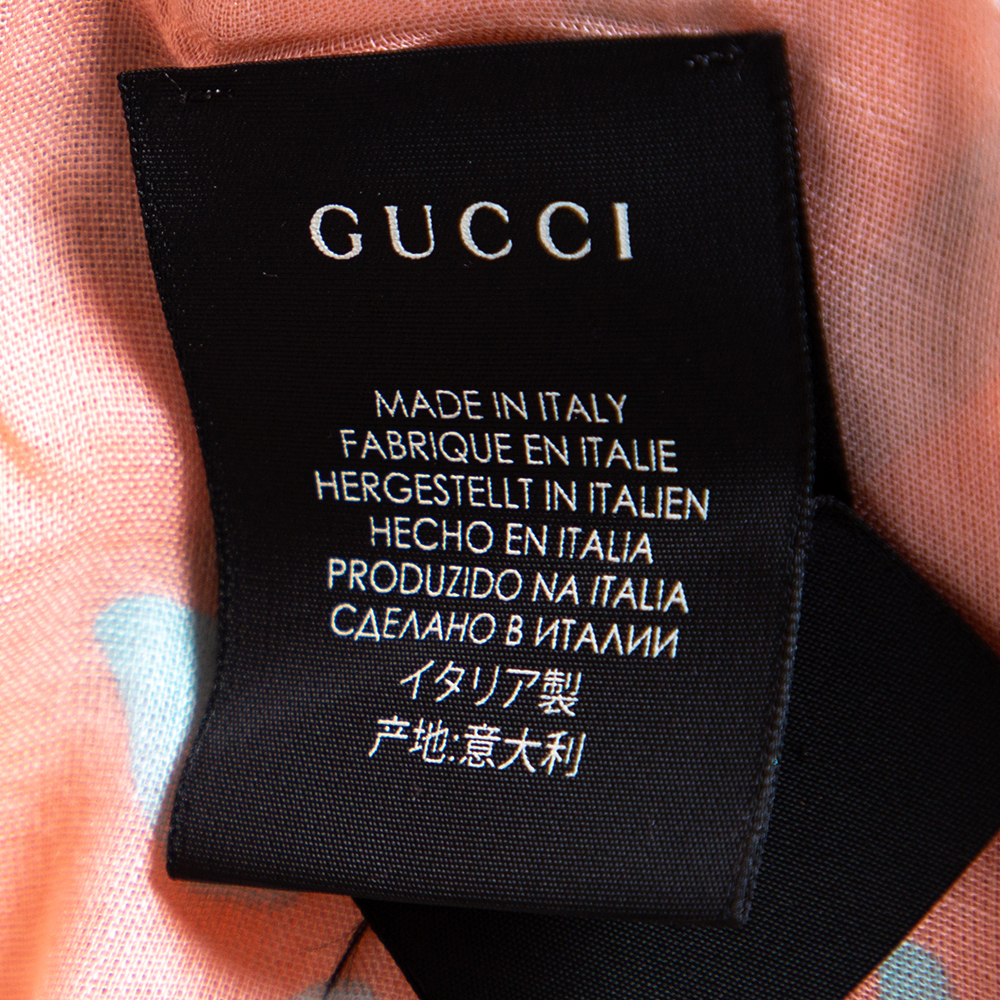 GUCCI
MADE IN ITALY
FABRIQUE EN ITALIE
HERGESTELLT IN ITALIEN
HECHO EN ITALIA
PRODUZIDO NA ITALIA
СДЕЛАНО В ИТАЛИИ
イタリア製
产地:意大利